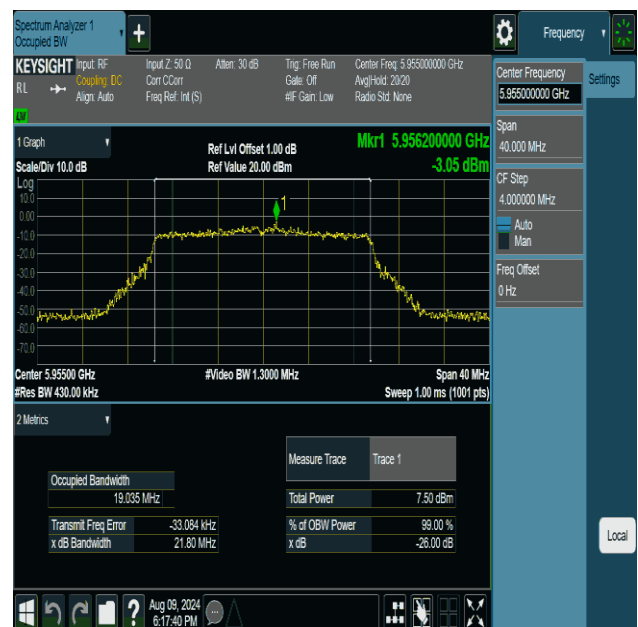 Spectrum Analyzer 1
Occupied BW
+
Frequency
KEYSIGHT Input: RF Input Z: 50 Ω Atten: 30 dB Trig: Free Run Center Freq: 5.955000000 GHz
RL Coupling: DC Corr CCorr Gate: Off Avg|Hold: 20/20
Align: Auto Freq Ref: Int (S) #IF Gain: Low Radio Std: None
Center Frequency
5.955000000 GHz
Settings
Span
40.000 MHz
CF Step
4.000000 MHz
Auto
Man
Freq Offset
0 Hz
1 Graph
Ref Lvl Offset 1.00 dB
Mkr1 5.956200000 GHz
Scale/Div 10.0 dB
Ref Value 20.00 dBm
-3.05 dBm
Log
10.0
0.00
-10.0
-20.0
-30.0
-40.0
-50.0
-60.0
-70.0
1
Center 5.95500 GHz #Video BW 1.3000 MHz Span 40 MHz
#Res BW 430.00 kHz Sweep 1.00 ms (1001 pts)
2 Metrics
Measure Trace Trace 1
Occupied Bandwidth
19.035 MHz
Total Power 7.50 dBm
Transmit Freq Error -33.084 kHz
% of OBW Power 99.00 %
x dB Bandwidth 21.80 MHz
x dB -26.00 dB
Local
?
Aug 09, 2024
6:17:40 PM